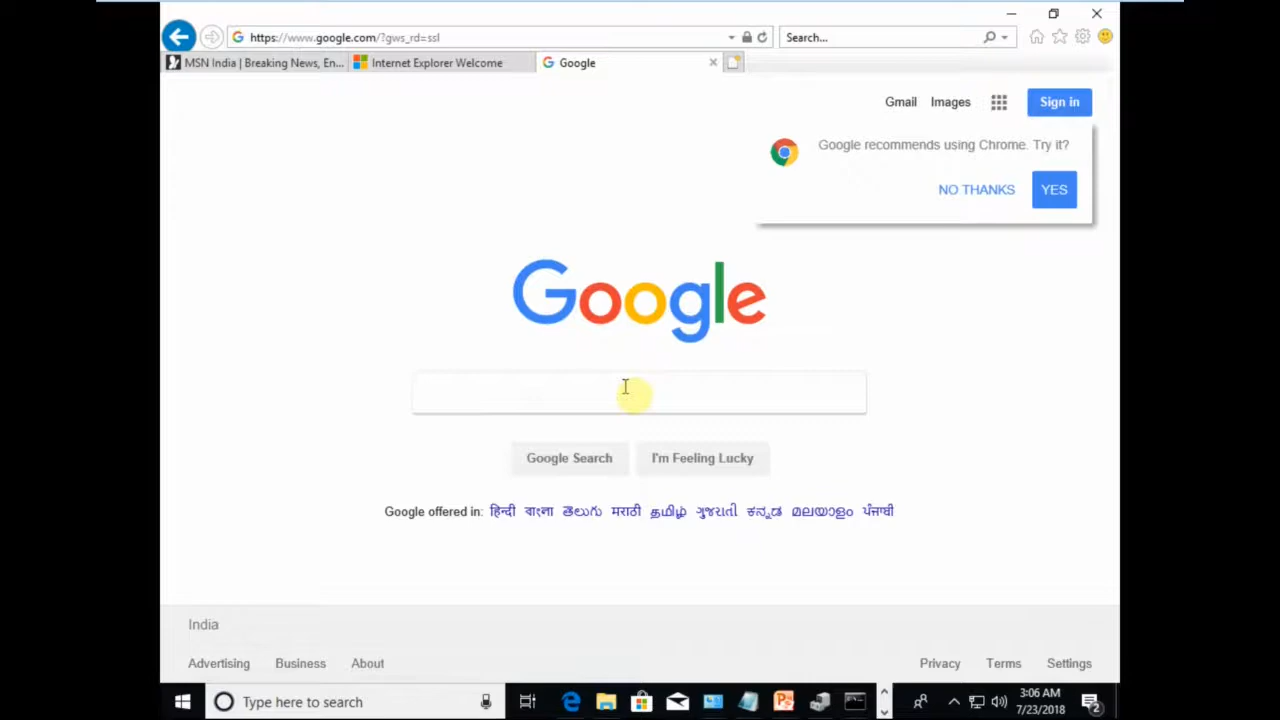 https://www.google.com/?gws_rd=ssl
Search...
MSN India | Breaking News, En...
Internet Explorer Welcome
Google
Gmail
Images
Sign in
Google recommends using Chrome. Try it?
NO THANKS
YES
Google
Google Search
I'm Feeling Lucky
Google offered in: हिन्दी বাংলা తెలుగు मराठी தமிழ் ગુજરાતી ಕನ್ನಡ മലയാളം ਪੰਜਾਬੀ
India
Advertising
Business
About
Privacy
Terms
Settings
Type here to search
3:06 AM
7/23/2018
2